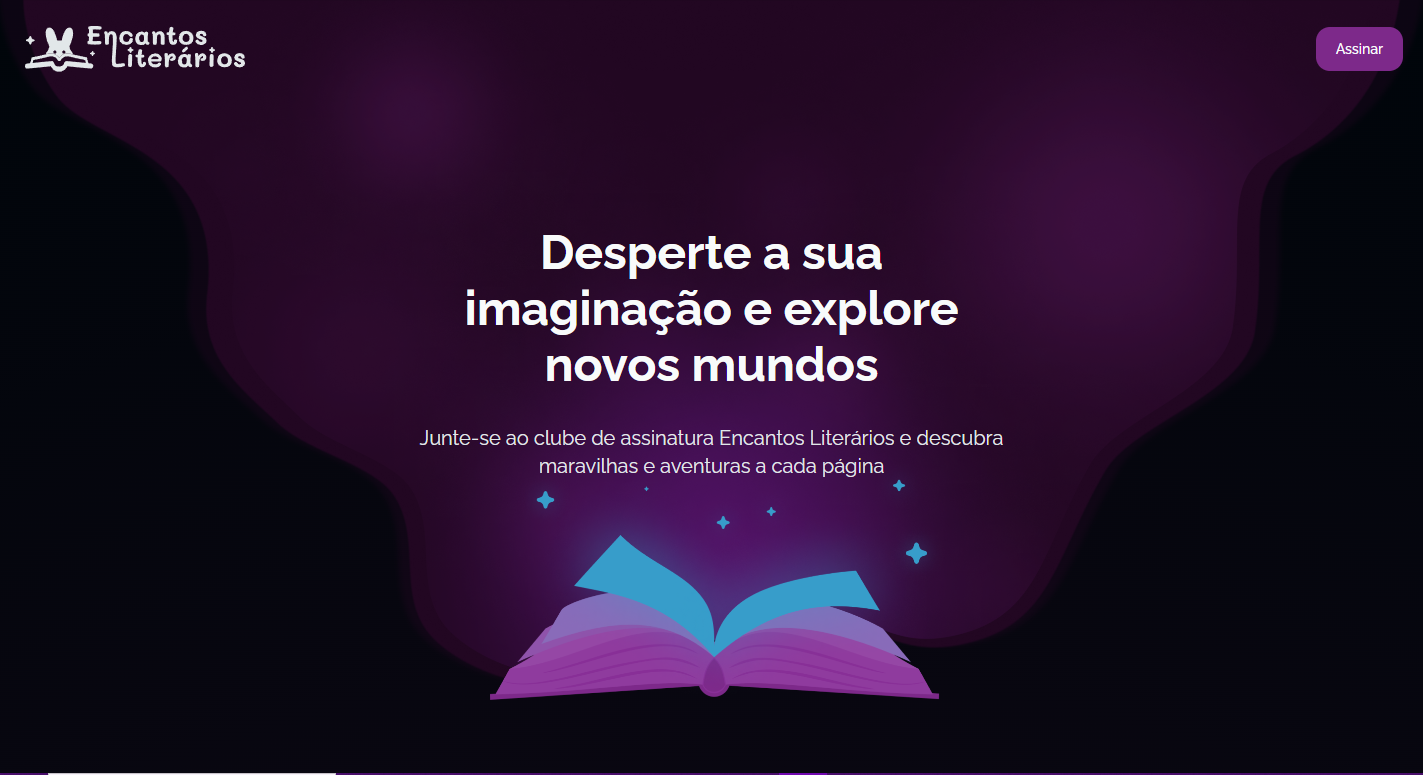 Encantos
Literários
Assinar
Desperte a sua
imaginação e explore
novos mundos
Junte-se ao clube de assinatura Encantos Literários e descubra
maravilhas e aventuras a cada página